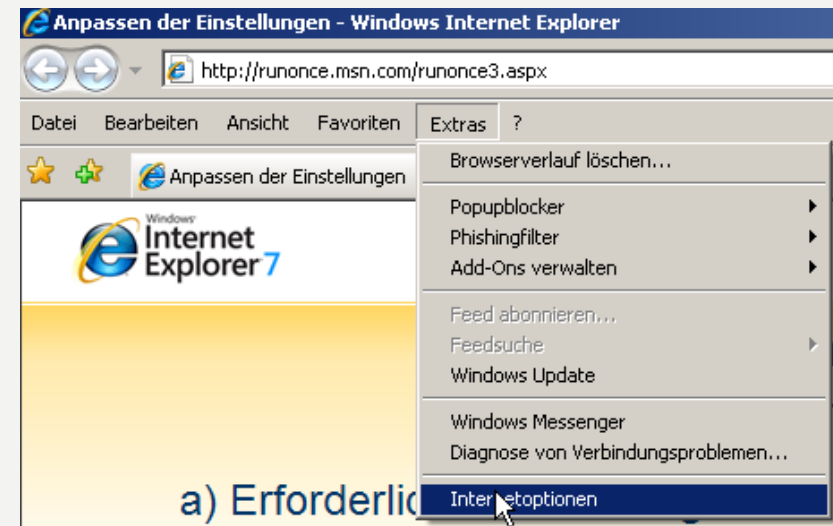 Anpassen der Einstellungen - Windows Internet Explorer
http://runonce.msn.com/runonce3.aspx
Datei Bearbeiten Ansicht Favoriten Extras ?
Anpassen der Einstellungen
Windows
Internet
Explorer 7
Browserverlauf löschen...
Popupblocker
Phishingfilter
Add-Ons verwalten
Feed abonnieren...
Feedsuche
Windows Update
Windows Messenger
Diagnose von Verbindungsproblemen...
Internetoptionen
a)